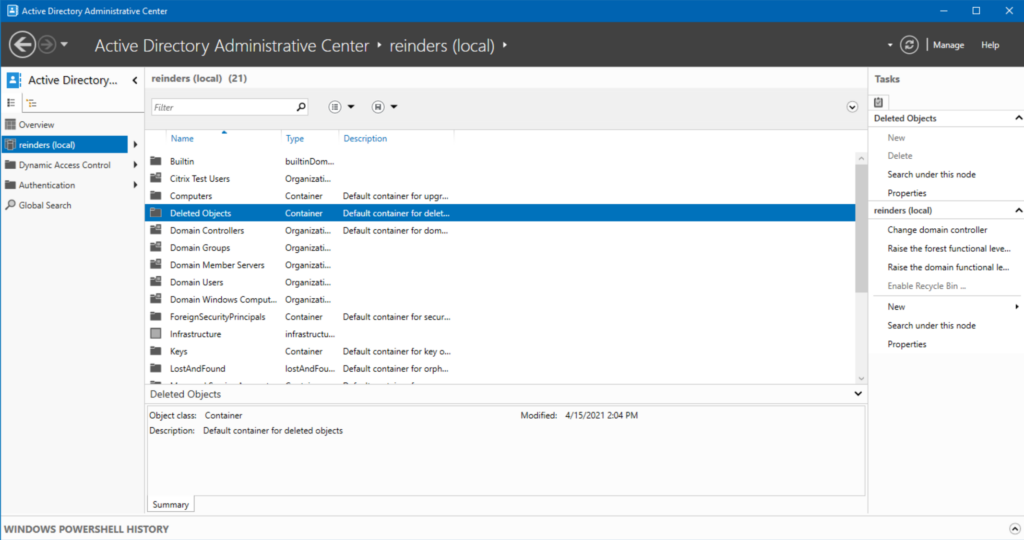 Active Directory Administrative Center
Active Directory Administrative Center • reinders (local) •
Manage
Help
Active Directory...
Overview
reinders (local)
Dynamic Access Control
Authentication
Global Search
reinders (local) (21)
Filter
Name Type Description
Builtin builtinDom...
Citrix Test Users Organizati...
Computers Container Default container for upgr...
Deleted Objects Container Default container for delet...
Domain Controllers Organizati... Default container for dom...
Domain Groups Organizati...
Domain Member Servers Organizati...
Domain Users Organizati...
Domain Windows Comput... Organizati...
ForeignSecurityPrincipals Container Default container for secur...
Infrastructure infrastructu...
Keys Container Default container for key o...
LostAndFound lostAndFou... Default container for orph...
Deleted Objects
Object class: Container Modified: 4/15/2021 2:04 PM
Description: Default container for deleted objects
Summary
Tasks
Deleted Objects
New
Delete
Search under this node
Properties
reinders (local)
Change domain controller
Raise the forest functional leve...
Raise the domain functional le...
Enable Recycle Bin ...
New
Search under this node
Properties
WINDOWS POWERSHELL HISTORY